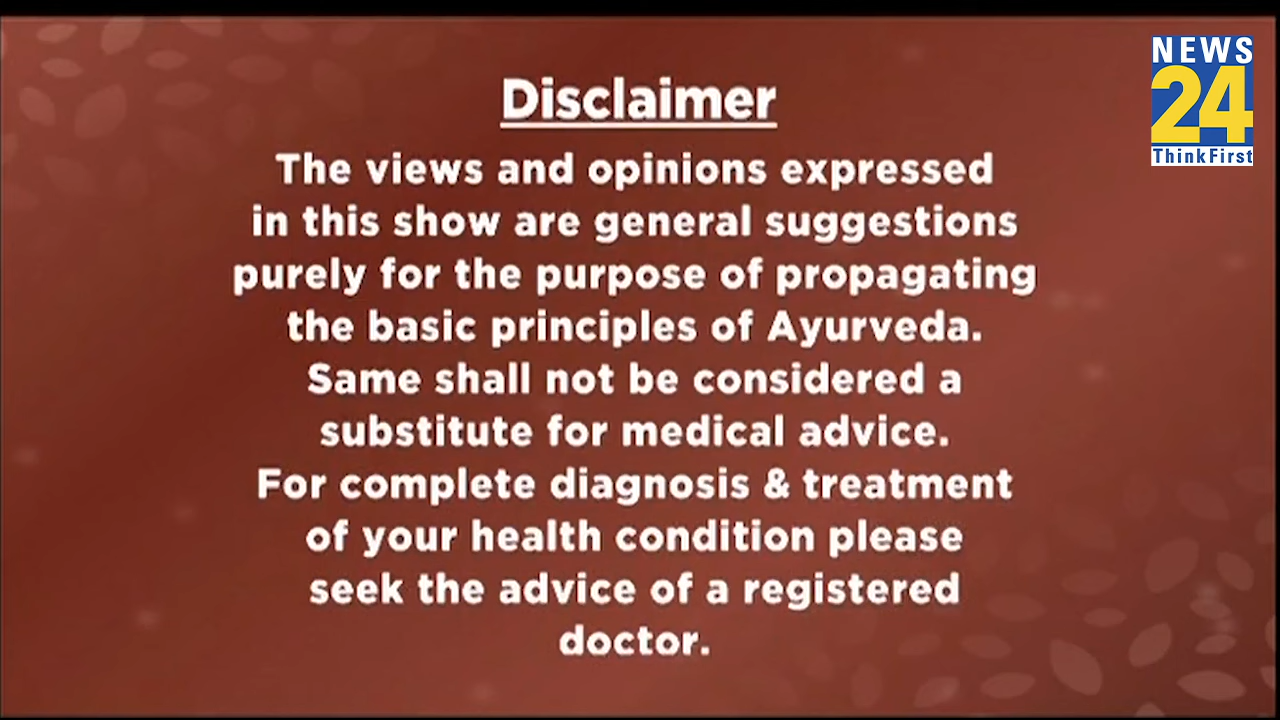 NEWS
24
ThinkFirst
Disclaimer
The views and opinions expressed
in this show are general suggestions
purely for the purpose of propagating
the basic principles of Ayurveda.
Same shall not be considered a
substitute for medical advice.
For complete diagnosis & treatment
of your health condition please
seek the advice of a registered
doctor.